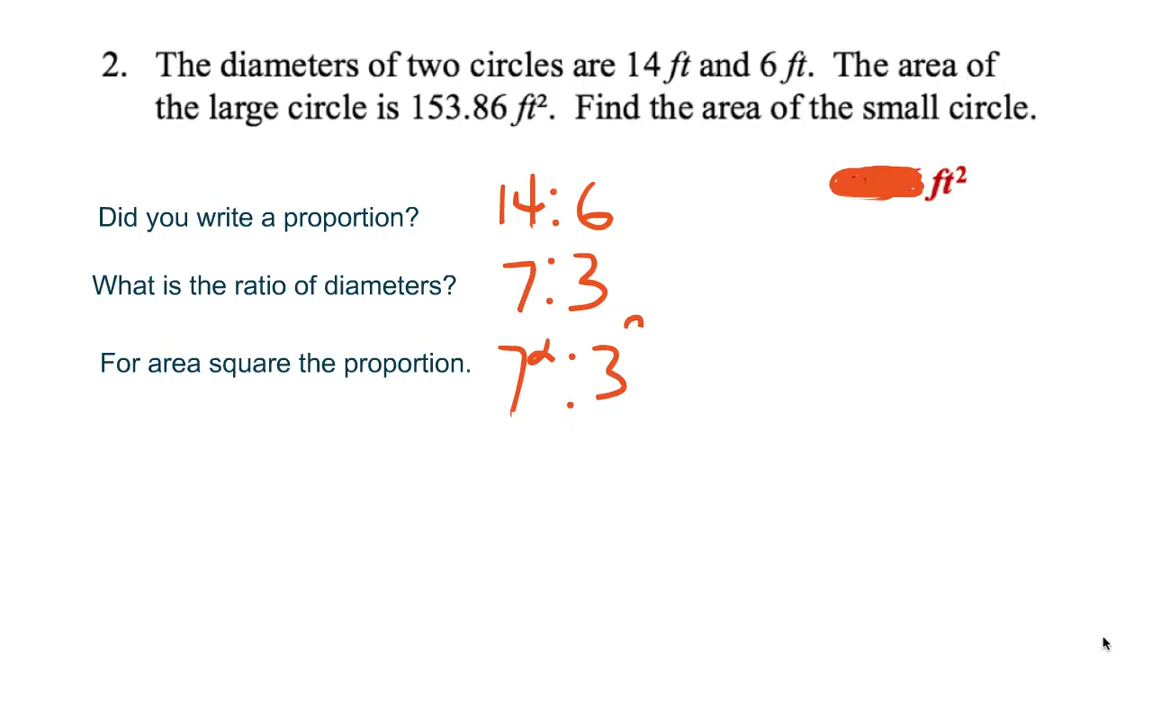 2. The diameters of two circles are 14 ft and 6 ft. The area of
the large circle is 153.86 ft². Find the area of the small circle.
ft²
Did you write a proportion? 14:6
What is the ratio of diameters? 7:3
For area square the proportion. 7²:3